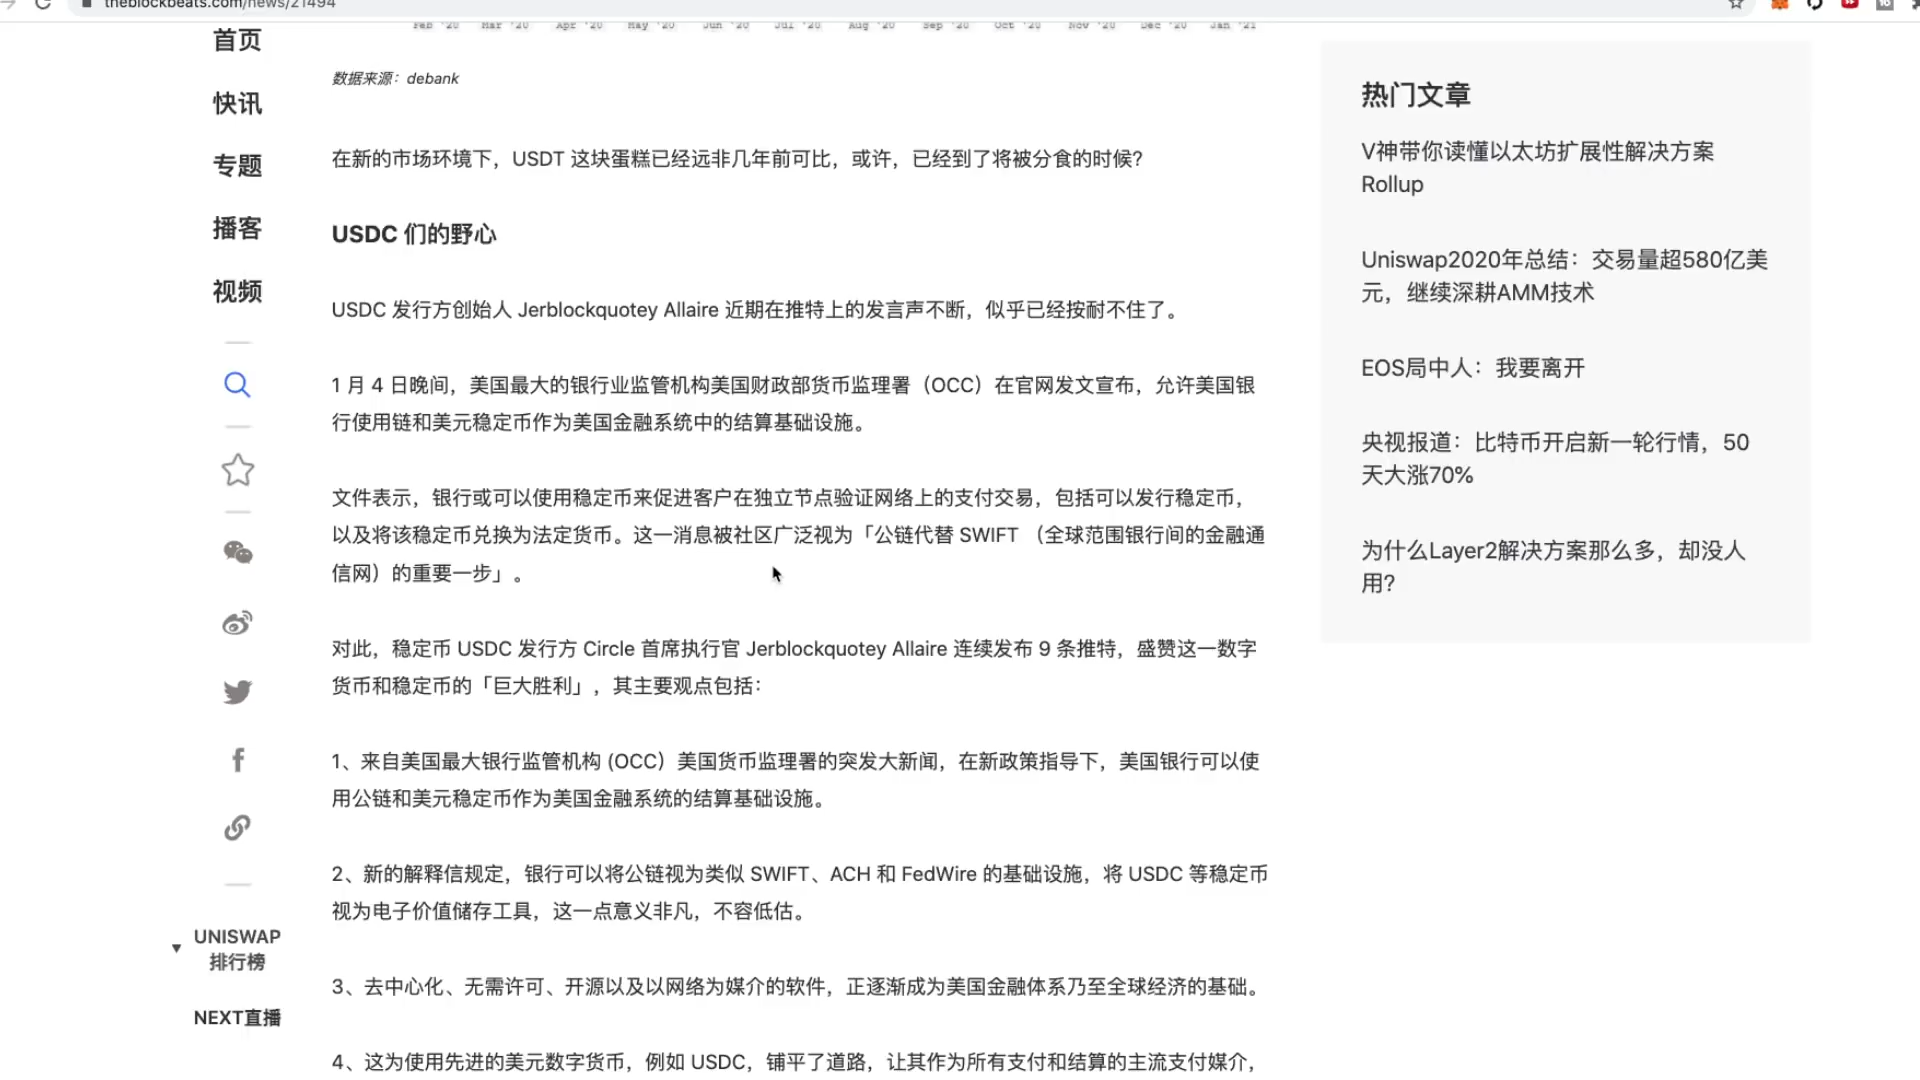 theblockbeats.com/news/21494
Feb '20 Mar '20 Apr '20 May '20 Jun '20 Jul '20 Aug '20 Sep '20 Oct '20 Nov '20 Dec '20 Jan '21
首页
快讯
专题
播客
视频
UNISWAP
排行榜
NEXT直播
数据来源：debank
在新的市场环境下，USDT 这块蛋糕已经远非几年前可比，或许，已经到了将被分食的时候？
USDC 们的野心
USDC 发行方创始人 Jerblockquotey Allaire 近期在推特上的发言声不断，似乎已经按耐不住了。
1 月 4 日晚间，美国最大的银行业监管机构美国财政部货币监理署（OCC）在官网发文宣布，允许美国银
行使用链和美元稳定币作为美国金融系统中的结算基础设施。
文件表示，银行或可以使用稳定币来促进客户在独立节点验证网络上的支付交易，包括可以发行稳定币，
以及将该稳定币兑换为法定货币。这一消息被社区广泛视为「公链代替 SWIFT （全球范围银行间的金融通
信网）的重要一步」。
对此，稳定币 USDC 发行方 Circle 首席执行官 Jerblockquotey Allaire 连续发布 9 条推特，盛赞这一数字
货币和稳定币的「巨大胜利」，其主要观点包括：
1、来自美国最大银行监管机构 (OCC）美国货币监理署的突发大新闻，在新政策指导下，美国银行可以使
用公链和美元稳定币作为美国金融系统的结算基础设施。
2、新的解释信规定，银行可以将公链视为类似 SWIFT、ACH 和 FedWire 的基础设施，将 USDC 等稳定币
视为电子价值储存工具，这一点意义非凡，不容低估。
3、去中心化、无需许可、开源以及以网络为媒介的软件，正逐渐成为美国金融体系乃至全球经济的基础。
4、这为使用先进的美元数字货币，例如 USDC，铺平了道路，让其作为所有支付和结算的主流支付媒介，
热门文章
V神带你读懂以太坊扩展性解决方案
Rollup
Uniswap2020年总结：交易量超580亿美
元，继续深耕AMM技术
EOS局中人：我要离开
央视报道：比特币开启新一轮行情，50
天大涨70%
为什么Layer2解决方案那么多，却没人
用？